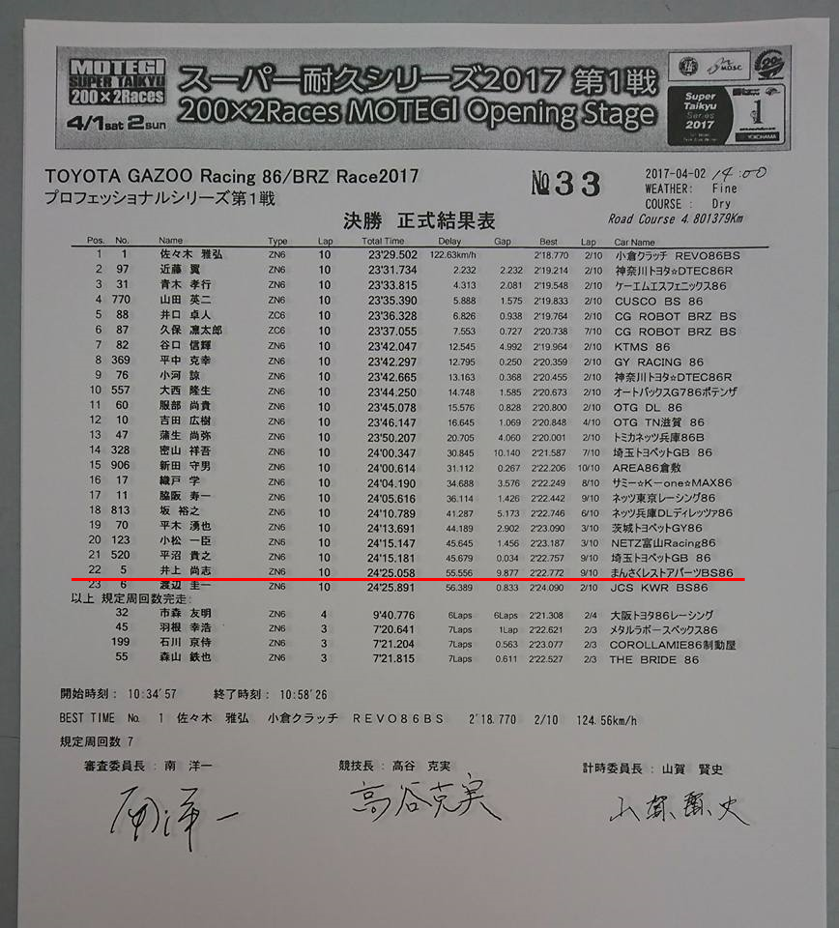 MOTEGI
SUPER TAIKYU
200×2Races
4/1sat 2sun
スーパー耐久シリーズ2017 第1戦
200×2Races MOTEGI Opening Stage
MOSC
Super
Taikyu
Series
2017
YOKOHAMA
TOYOTA GAZOO Racing 86/BRZ Race2017
プロフェッショナルシリーズ第1戦
№33
2017-04-02 14:00
WEATHER: Fine
COURSE : Dry
決勝 正式結果表
Road Course 4.801379Km
Pos. No. Name Type Lap Total Time Delay Gap Best Lap Car Name
1 1 佐々木 雅弘 ZN6 10 23'29.502 122.63km/h 2'18.770 2/10 小倉クラッチ REVO86BS
2 97 近藤 翼 ZN6 10 23'31.734 2.232 2.232 2'19.214 2/10 神奈川トヨタ☆DTEC86R
3 31 青木 孝行 ZN6 10 23'33.815 4.313 2.081 2'19.548 2/10 ケーエムエスフェニックス86
4 770 山田 英二 ZN6 10 23'35.390 5.888 1.575 2'19.833 2/10 CUSCO BS 86
5 88 井口 卓人 ZC6 10 23'36.328 6.826 0.938 2'19.764 2/10 CG ROBOT BRZ BS
6 87 久保 凛太郎 ZC6 10 23'37.055 7.553 0.727 2'20.738 7/10 CG ROBOT BRZ BS
7 82 谷口 信輝 ZN6 10 23'42.047 12.545 4.992 2'19.964 2/10 KTMS 86
8 369 平中 克幸 ZN6 10 23'42.297 12.795 0.250 2'20.359 2/10 GY RACING 86
9 76 小河 諒 ZN6 10 23'42.665 13.163 0.368 2'20.455 2/10 神奈川トヨタ☆DTEC86R
10 557 大西 隆生 ZN6 10 23'44.250 14.748 1.585 2'20.673 2/10 オートバックスG786ポテンザ
11 60 服部 尚貴 ZN6 10 23'45.078 15.576 0.828 2'20.800 2/10 OTG DL 86
12 10 吉田 広樹 ZN6 10 23'46.147 16.645 1.069 2'20.848 4/10 OTG TN滋賀 86
13 47 蒲生 尚弥 ZN6 10 23'50.207 20.705 4.060 2'20.001 2/10 トミカネッツ兵庫86B
14 328 密山 祥吾 ZN6 10 24'00.347 30.845 10.140 2'21.587 7/10 埼玉トヨペットGB 86
15 906 新田 守男 ZN6 10 24'00.614 31.112 0.267 2'22.206 10/10 AREA86倉敷
16 17 織戸 学 ZN6 10 24'04.190 34.688 3.576 2'22.249 8/10 サミー☆K-one☆MAX86
17 11 脇阪 寿一 ZN6 10 24'05.616 36.114 1.426 2'22.442 9/10 ネッツ東京レーシング86
18 813 坂 裕之 ZN6 10 24'10.789 41.287 5.173 2'22.746 6/10 ネッツ兵庫DLディレッツァ86
19 70 平木 湧也 ZN6 10 24'13.691 44.189 2.902 2'23.090 3/10 茨城トヨペットGY86
20 123 小松 一臣 ZN6 10 24'15.147 45.645 1.456 2'23.187 3/10 NETZ富山Racing86
21 520 平沼 貴之 ZN6 10 24'15.181 45.679 0.034 2'22.757 9/10 埼玉トヨペットGB 86
22 5 井上 尚志 ZN6 10 24'25.058 55.556 9.877 2'22.772 9/10 まんさくレストアパーツBS86
23 6 渡辺 圭一 ZN6 10 24'25.891 56.389 0.833 2'24.090 2/10 JCS KWR BS86
以上 規定周回数完走:
32 市森 友明 ZN6 4 9'40.776 6Laps 6Laps 2'21.308 2/4 大阪トヨタ86レーシング
45 羽根 幸浩 ZN6 3 7'20.641 7Laps 1Lap 2'22.621 2/3 メタルラボースペックス86
199 石川 京侍 ZN6 3 7'21.204 7Laps 0.563 2'23.077 2/3 COROLLAMIE86制動屋
55 森山 鉄也 ZN6 3 7'21.815 7Laps 0.611 2'22.527 2/3 THE BRIDE 86
開始時刻: 10:34'57 終了時刻: 10:58'26
BEST TIME No. 1 佐々木 雅弘 小倉クラッチ REVO86BS 2'18.770 2/10 124.56km/h
規定周回数 7
審査委員長 : 南 洋一 競技長 : 高谷 克実 計時委員長 : 山賀 賢史
南洋一 高谷克実 山賀賢史